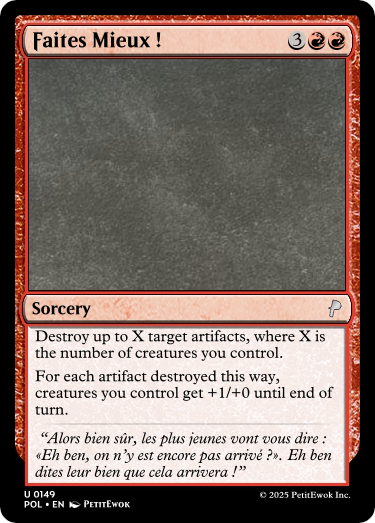 Faites Mieux !
3
Sorcery
Destroy up to X target artifacts, where X is
the number of creatures you control.
For each artifact destroyed this way,
creatures you control get +1/+0 until end of
turn.
“Alors bien sûr, les plus jeunes vont vous dire :
«Eh ben, on n’y est encore pas arrivé ?». Eh ben
dites leur bien que cela arrivera !”
U 0149
POL • EN PetitEwok
© 2025 PetitEwok Inc.